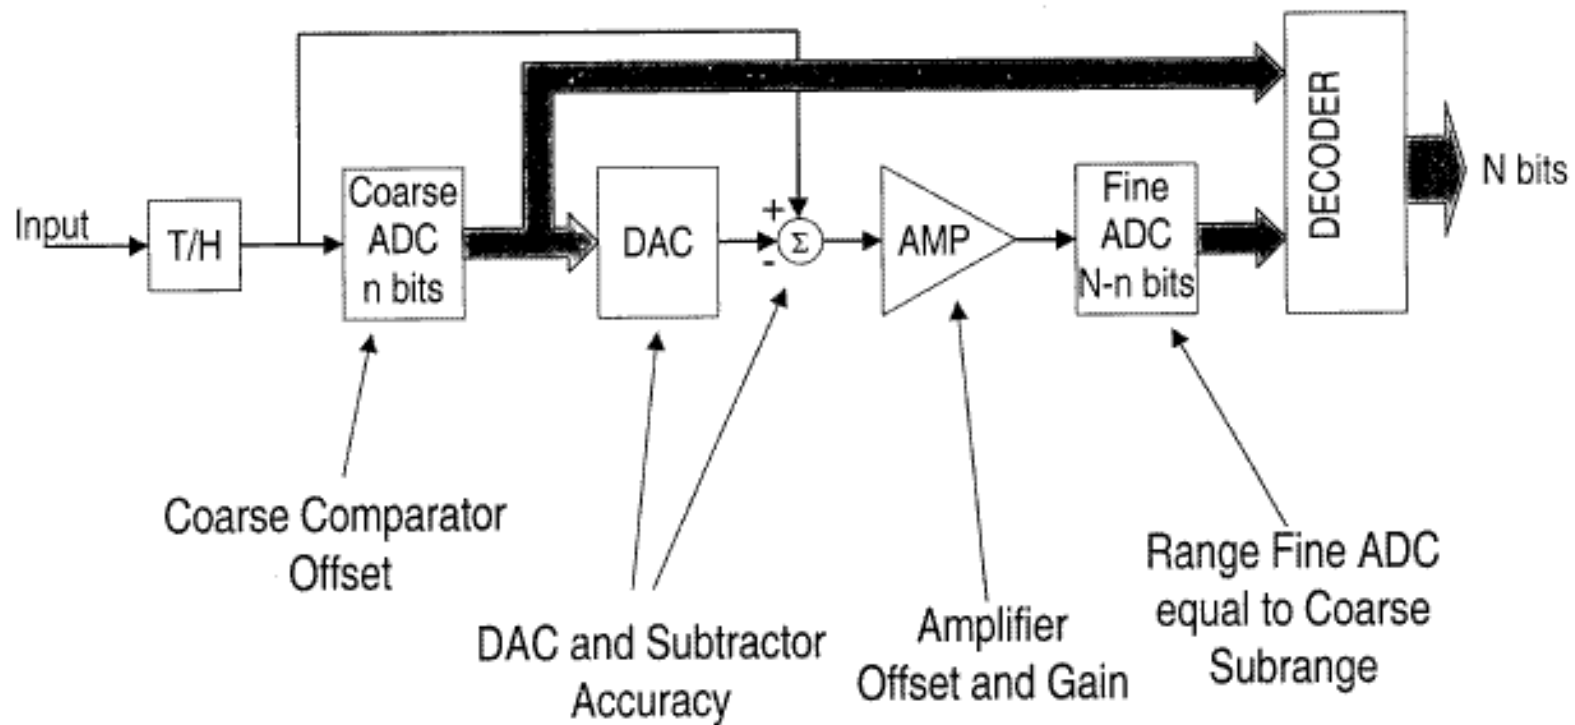 Input
T/H
Coarse
ADC
n bits
DAC
+
-
Σ
AMP
Fine
ADC
N-n bits
DECODER
N bits
Coarse Comparator
Offset
DAC and Subtractor
Accuracy
Amplifier
Offset and Gain
Range Fine ADC
equal to Coarse
Subrange